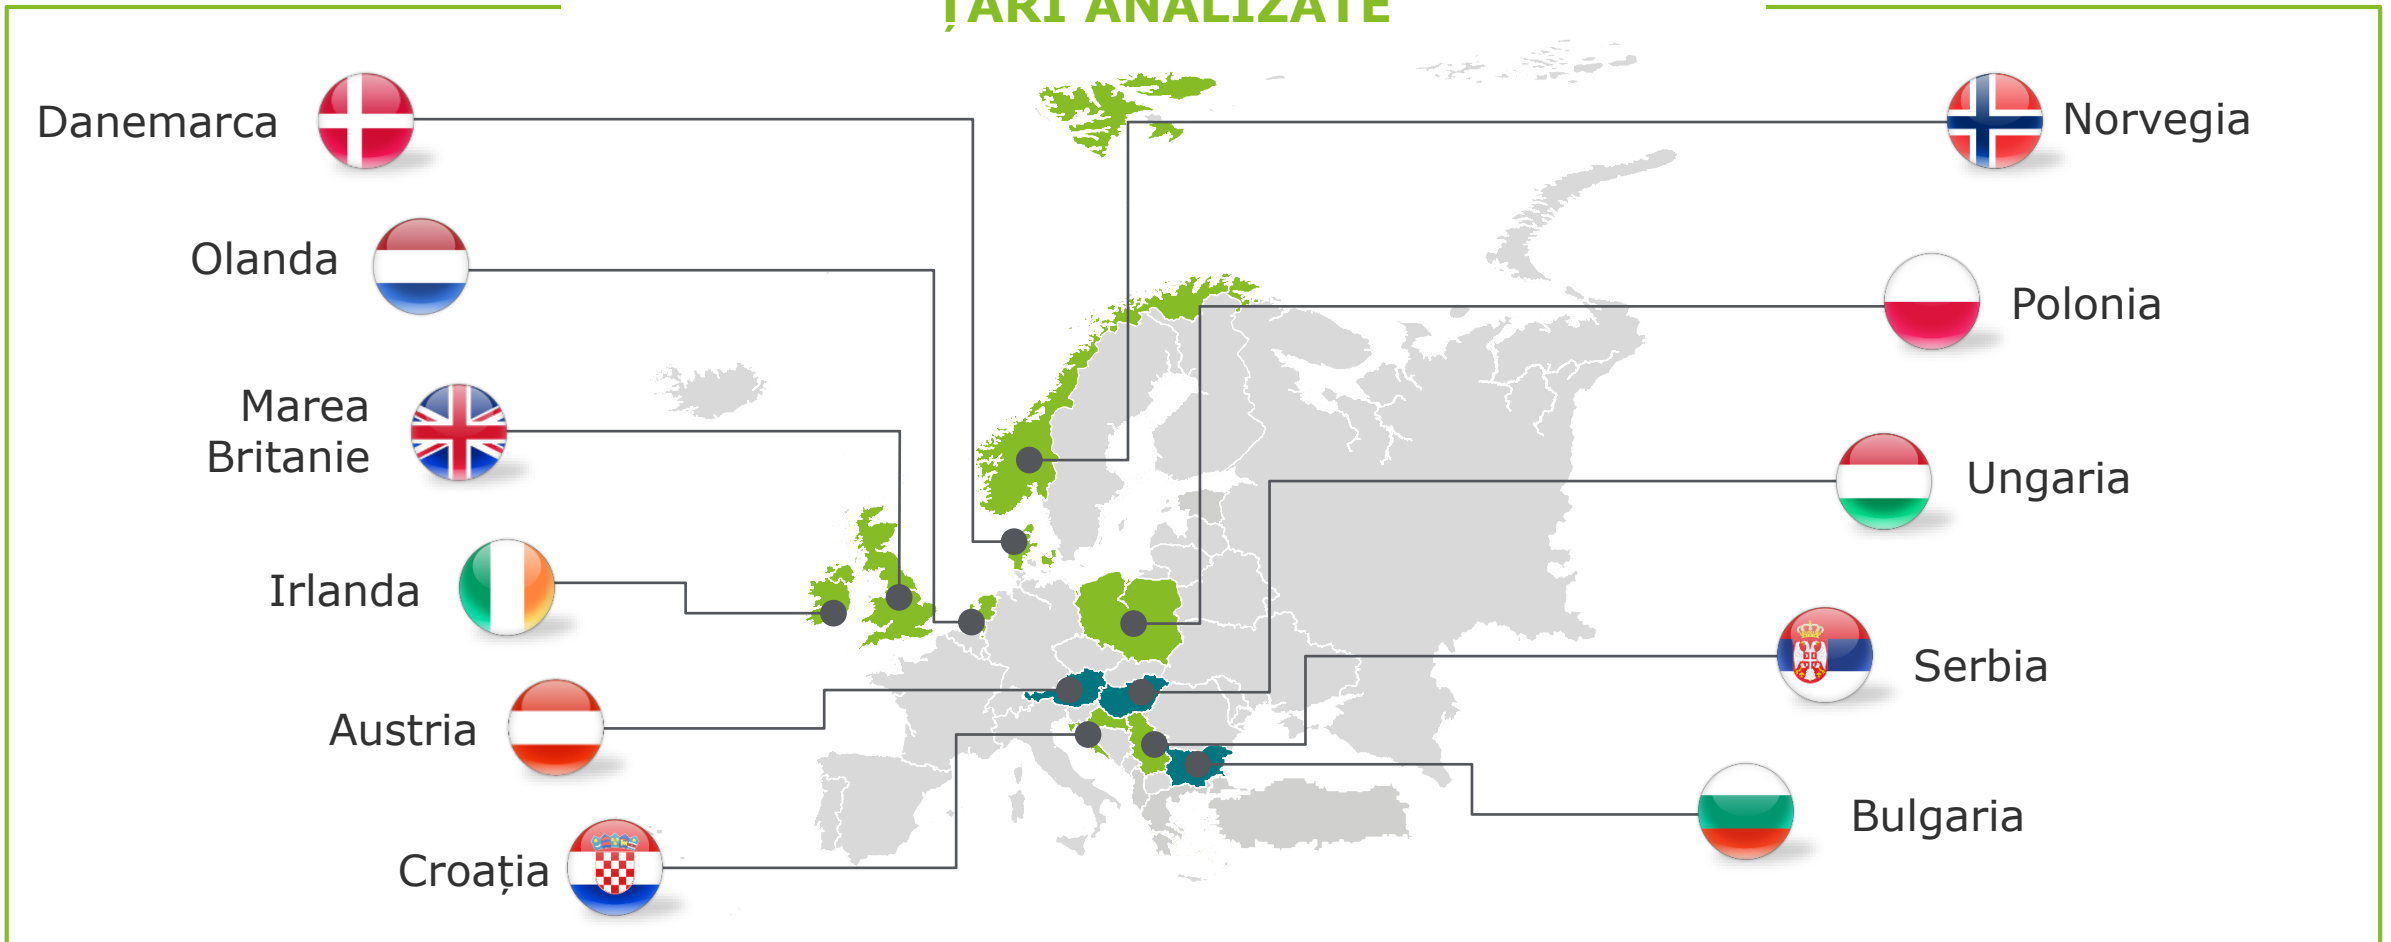 ȚĂRI ANALIZATE
Danemarca
Olanda
Marea
Britanie
Irlanda
Austria
Croația
Norvegia
Polonia
Ungaria
Serbia
Bulgaria